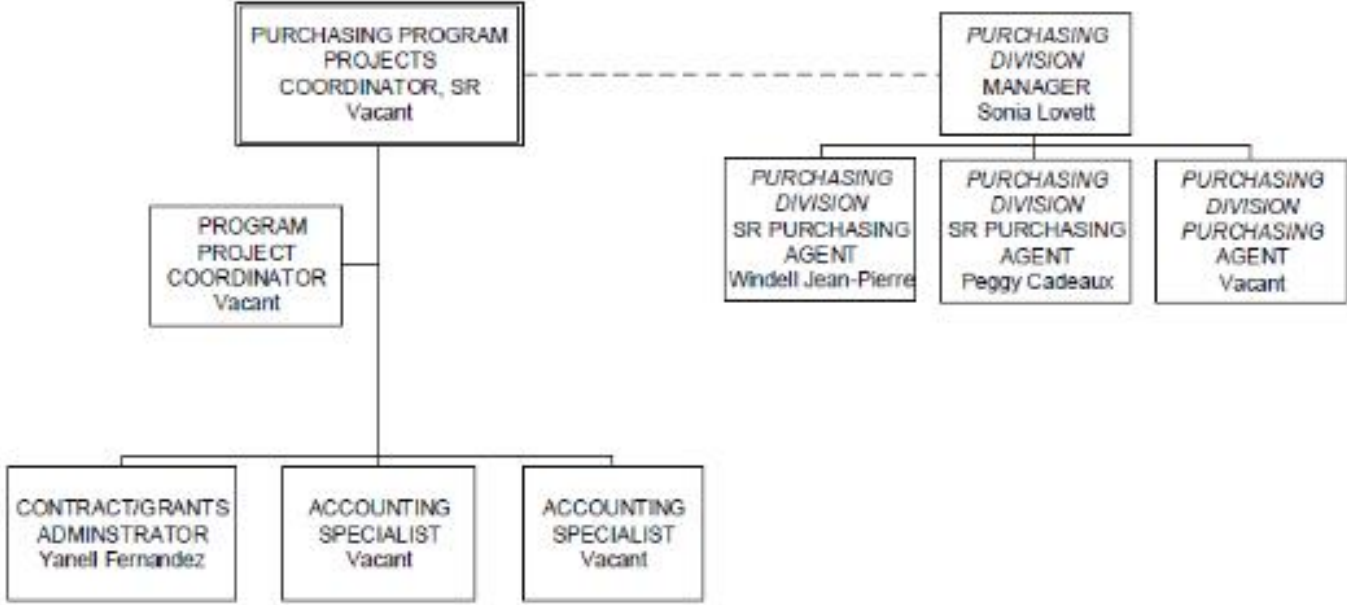 PURCHASING PROGRAM
PROJECTS
COORDINATOR, SR
Vacant
PURCHASING
DIVISION
MANAGER
Sonia Lovett
PURCHASING
DIVISION
SR PURCHASING
AGENT
Windell Jean-Pierre
PURCHASING
DIVISION
SR PURCHASING
AGENT
Peggy Cadeaux
PURCHASING
DIVISION
PURCHASING
AGENT
Vacant
PROGRAM
PROJECT
COORDINATOR
Vacant
CONTRACT/GRANTS
ADMINSTRATOR
Yanell Fernandez
ACCOUNTING
SPECIALIST
Vacant
ACCOUNTING
SPECIALIST
Vacant